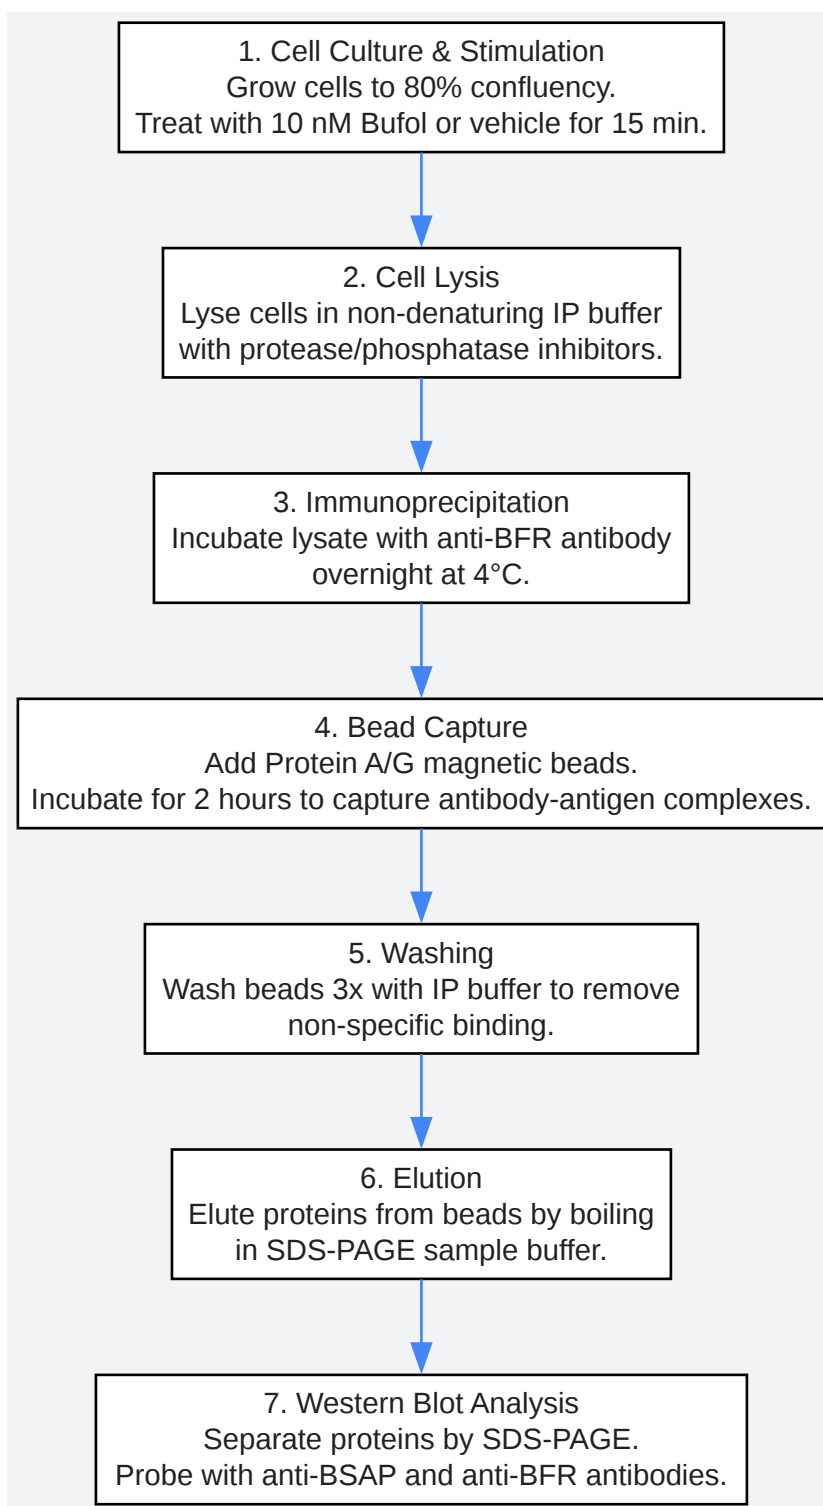 1. Cell Culture & Stimulation
Grow cells to 80% confluency.
Treat with 10 nM Bufol or vehicle for 15 min.
2. Cell Lysis
Lyse cells in non-denaturing IP buffer
with protease/phosphatase inhibitors.
3. Immunoprecipitation
Incubate lysate with anti-BFR antibody
overnight at 4°C.
4. Bead Capture
Add Protein A/G magnetic beads.
Incubate for 2 hours to capture antibody-antigen complexes.
5. Washing
Wash beads 3x with IP buffer to remove
non-specific binding.
6. Elution
Elute proteins from beads by boiling
in SDS-PAGE sample buffer.
7. Western Blot Analysis
Separate proteins by SDS-PAGE.
Probe with anti-BSAP and anti-BFR antibodies.